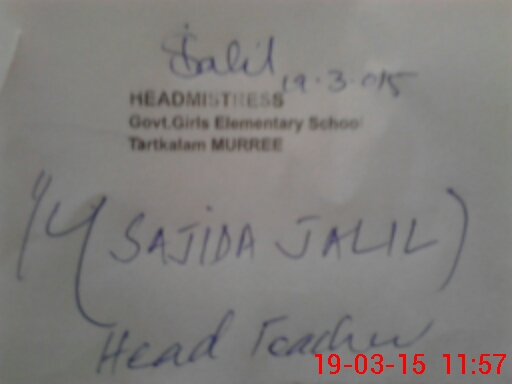 SJalil
19.3.015
HEADMISTRESS
Govt.Girls Elementary School
Tartkalam MURREE
(SAJIDA JALIL)
Head Teacher
19-03-15 11:57